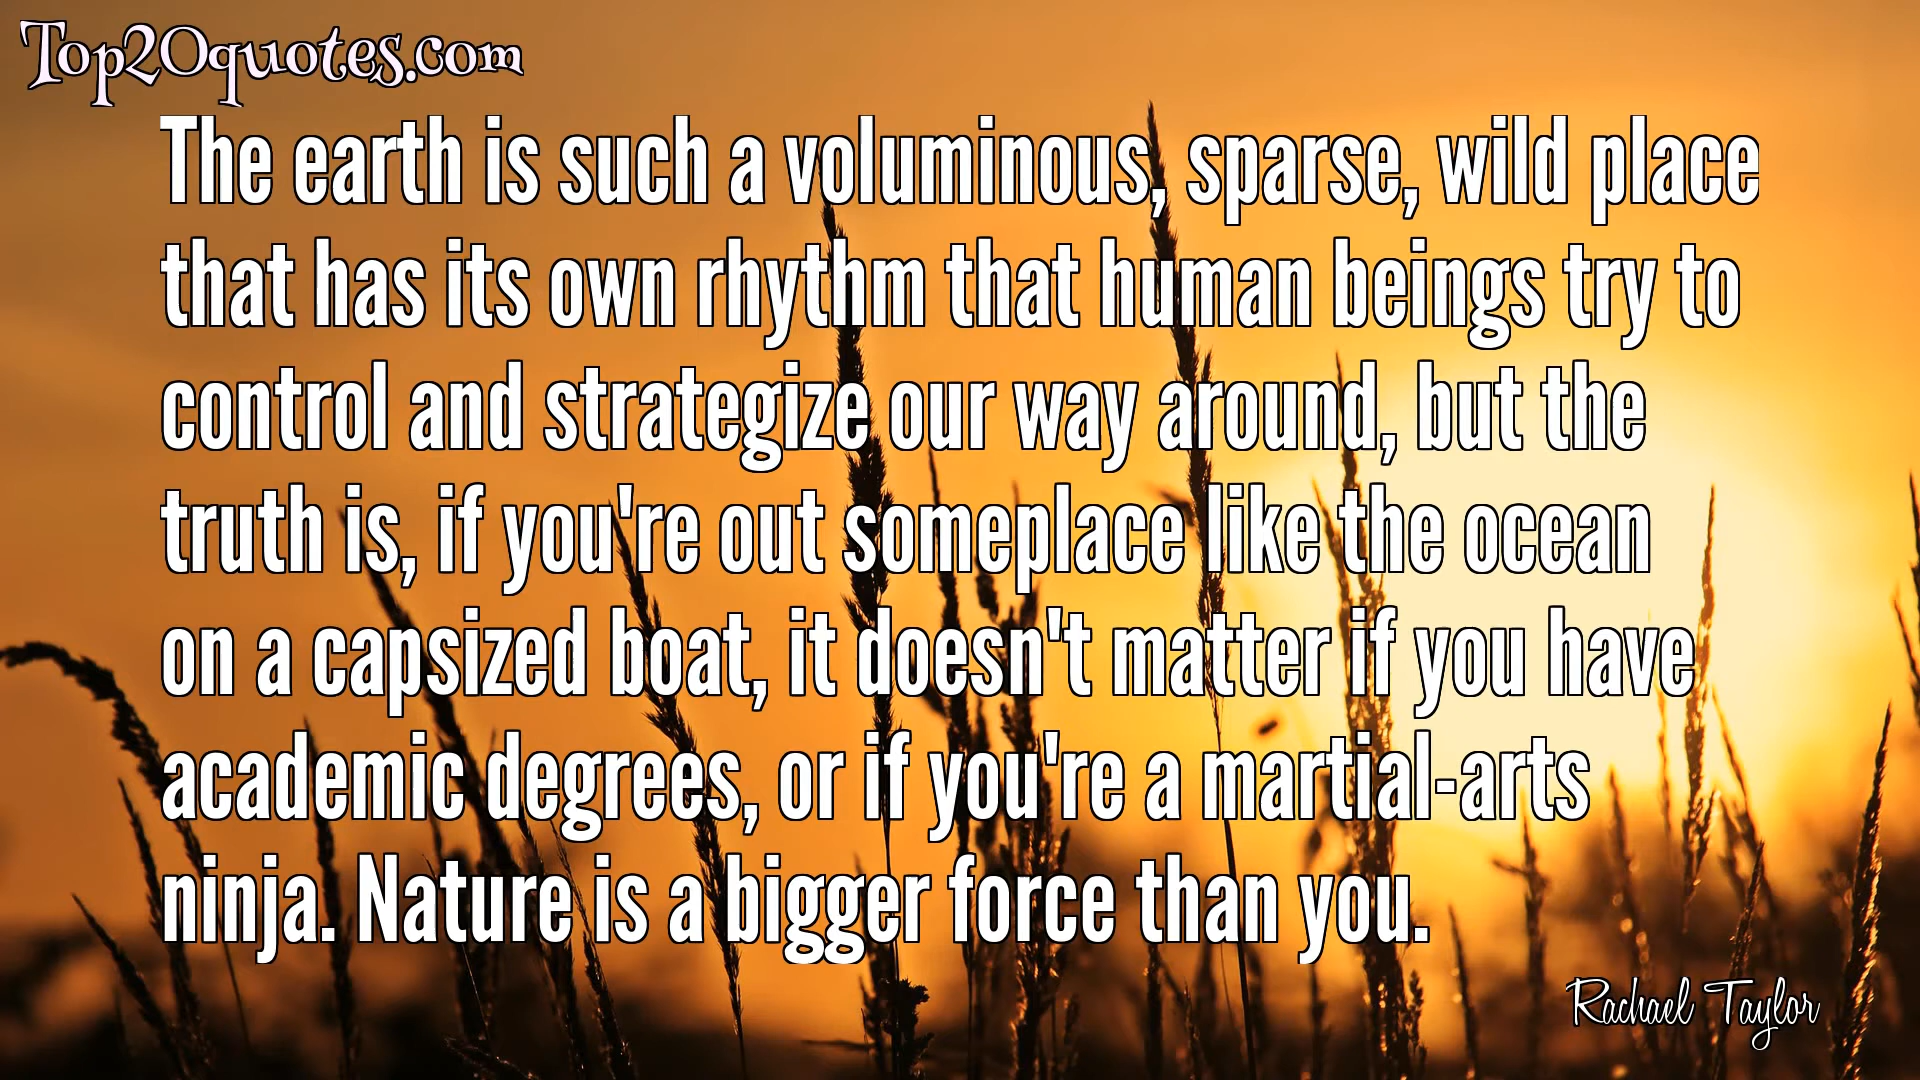 Top20quotes.com
The earth is such a voluminous, sparse, wild place
that has its own rhythm that human beings try to
control and strategize our way around, but the
truth is, if you're out someplace like the ocean
on a capsized boat, it doesn't matter if you have
academic degrees, or if you're a martial-arts
ninja. Nature is a bigger force than you.
Rachael Taylor